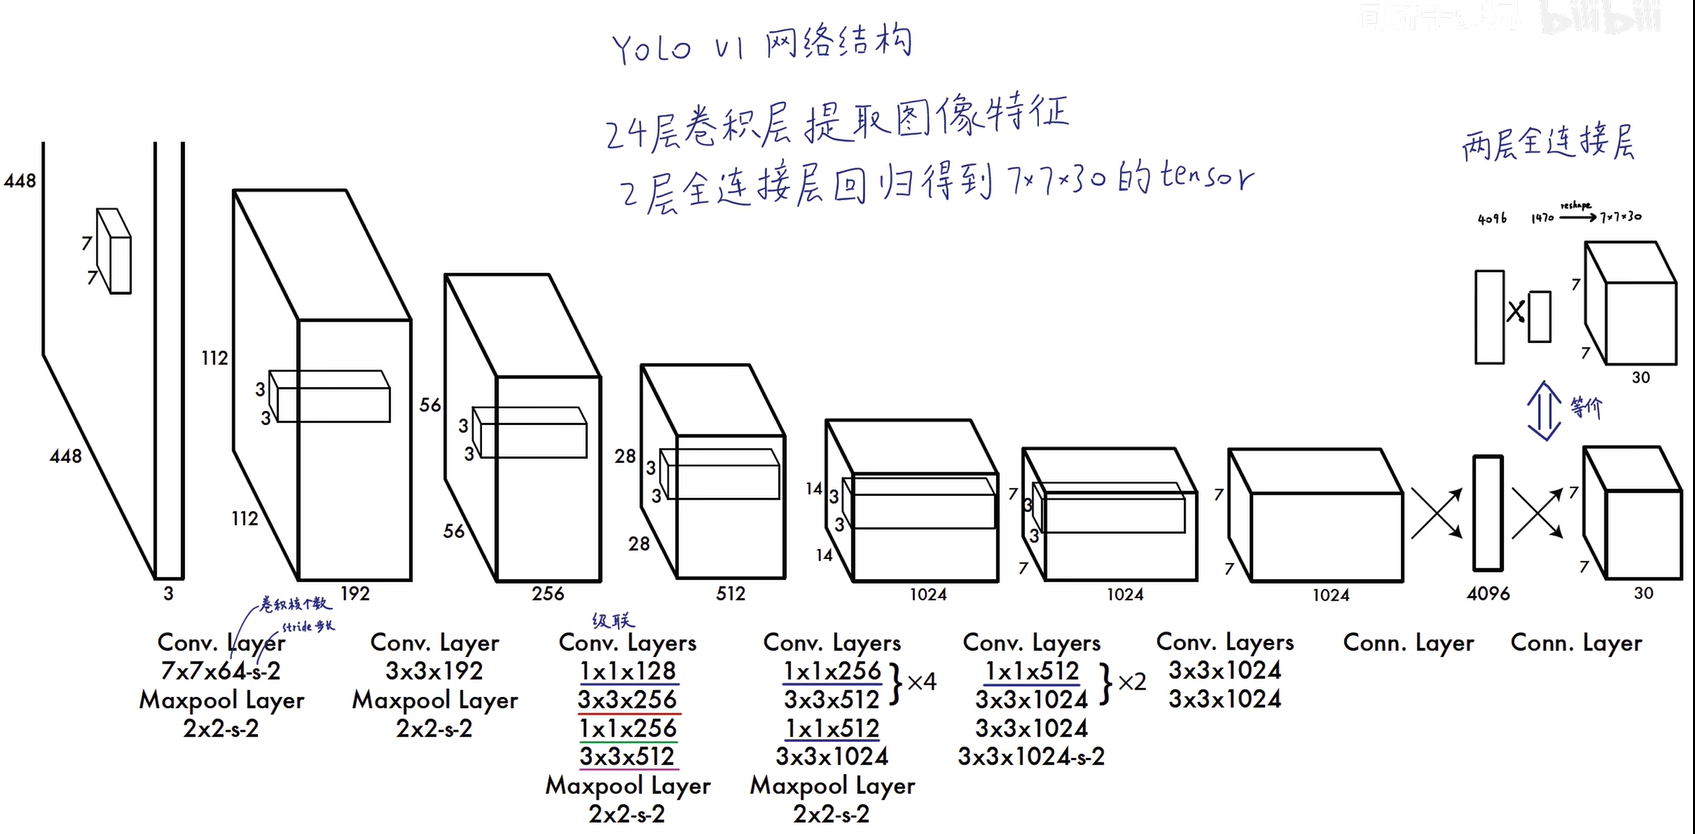 bilibili
YoLo V1 网络结构
24层卷积层提取图像特征
2层全连接层回归得到 7×7×30 的 tensor
两层全连接层
4096 1470 reshape 7×7×30
7
7
30
等价
448
7
7
448
3
112
3
3
112
192
56
3
3
56
256
28
3
3
28
512
14
3
3
14
1024
7
3
3
7
1024
7
7
1024
4096
7
7
30
卷积核个数
stride 步长
Conv. Layer
7x7x64-s-2
Maxpool Layer
2x2-s-2
Conv. Layer
3x3x192
Maxpool Layer
2x2-s-2
级联
Conv. Layers
1x1x128
3x3x256
1x1x256
3x3x512
Maxpool Layer
2x2-s-2
Conv. Layers
1x1x256
3x3x512
}×4
1x1x512
3x3x1024
Maxpool Layer
2x2-s-2
Conv. Layers
1x1x512
3x3x1024
}×2
3x3x1024
3x3x1024-s-2
Conv. Layers
3x3x1024
3x3x1024
Conn. Layer
Conn. Layer